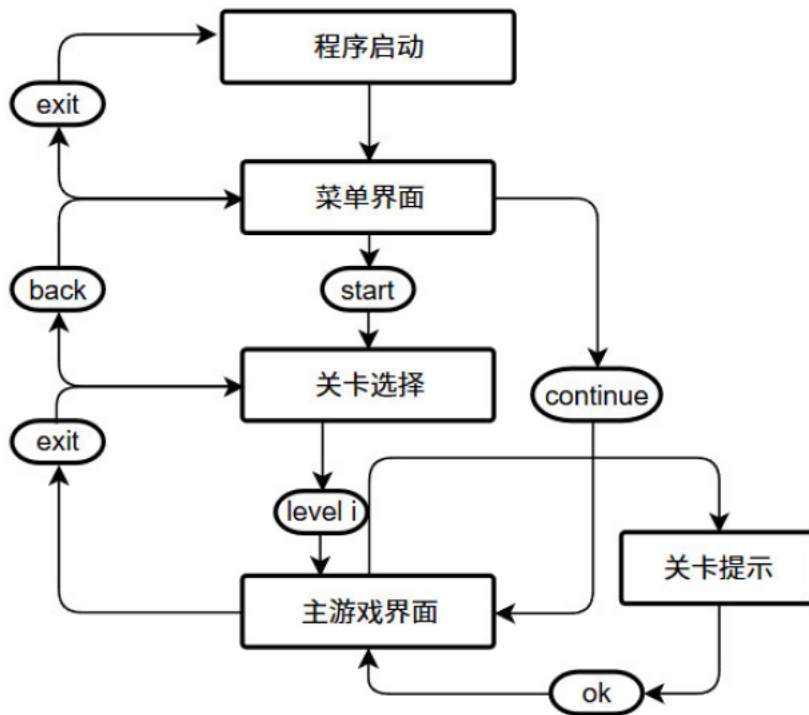 程序启动
exit
菜单界面
back
start
关卡选择
continue
exit
level i
关卡提示
主游戏界面
ok